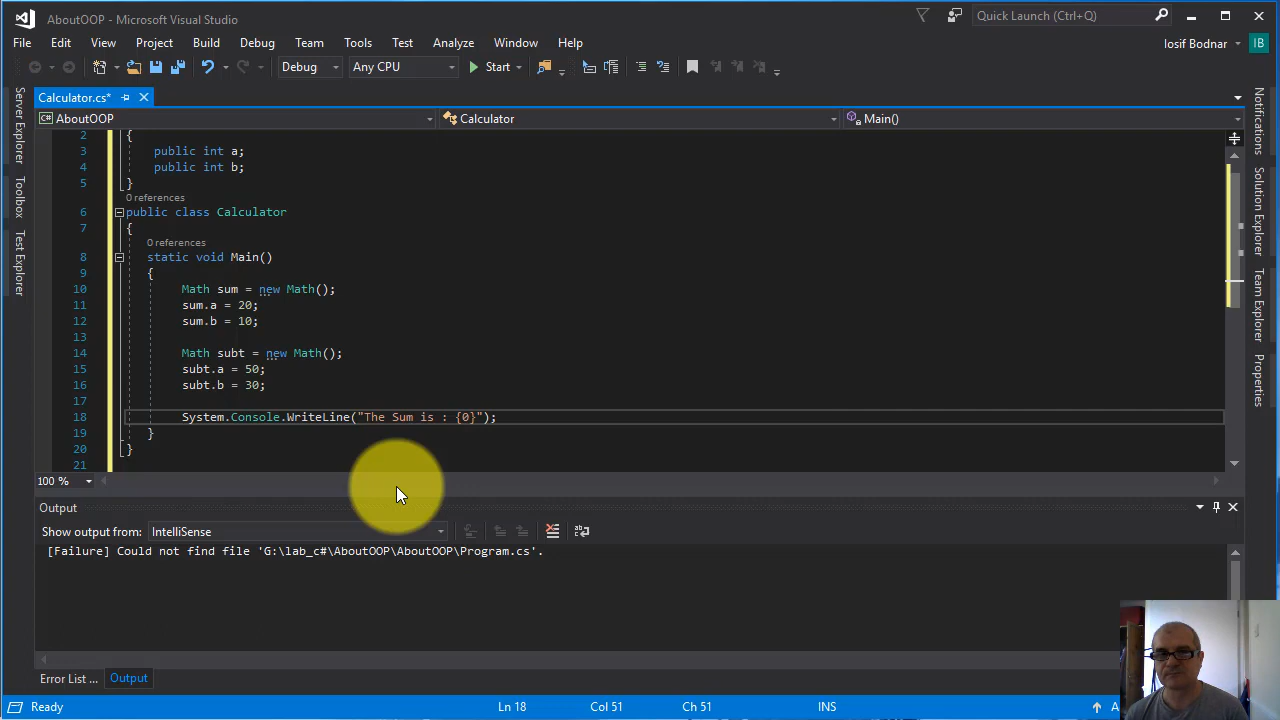 AboutOOP - Microsoft Visual Studio
Quick Launch (Ctrl+Q)
File Edit View Project Build Debug Team Tools Test Analyze Window Help
Iosif Bodnar
IB
Debug
Any CPU
Start
Calculator.cs*
AboutOOP
Calculator
Main()
Server Explorer
Toolbox
Test Explorer
2 {
3 public int a;
4 public int b;
5 }
0 references
6 public class Calculator
7 {
0 references
8 static void Main()
9 {
10 Math sum = new Math();
11 sum.a = 20;
12 sum.b = 10;
13
14 Math subt = new Math();
15 subt.a = 50;
16 subt.b = 30;
17
18 System.Console.WriteLine("The Sum is : {0}");
19 }
20 }
21
100 %
Notifications
Solution Explorer
Team Explorer
Properties
Output
Show output from: IntelliSense
[Failure] Could not find file 'G:\lab_c#\AboutOOP\AboutOOP\Program.cs'.
Error List ...
Output
Ready
Ln 18
Col 51
Ch 51
INS